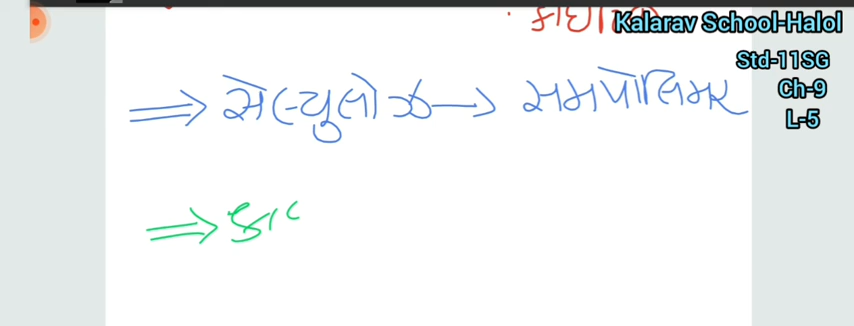 Kalarav School-Halol
Std-11SG
Ch-9
L-5
⇒ સેલ્યુલોઝ → સમપોલિમર
⇒ કા